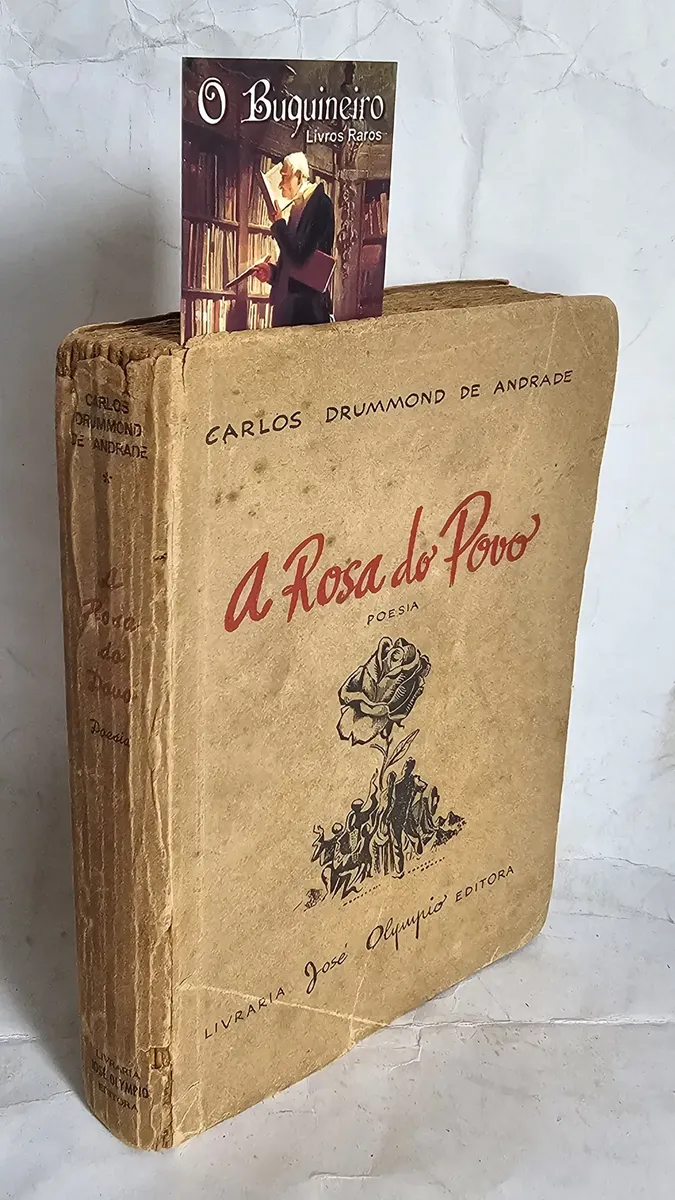 O Buquineiro
Livros Raros
CARLOS DRUMMOND DE ANDRADE
A Rosa do Povo
POESIA
LIVRARIA José Olympio EDITORA
CARLOS
DRUMMOND
DE ANDRADE
*
A
Rosa
do
Povo
Poesia
LIVRARIA
JOSÉ OLYMPIO
EDITORA